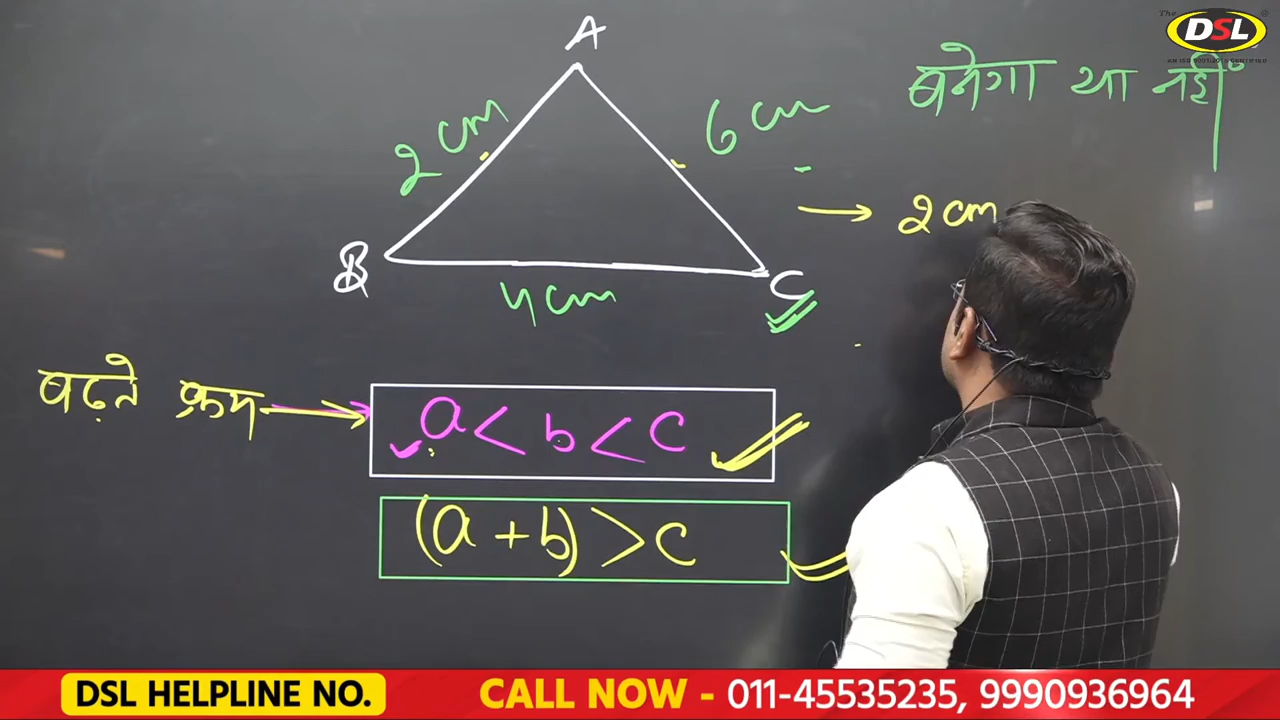 The
DSL
A
बनेगा या नहीं
2 cm
6 cm
→ 2 cm
B
C
4 cm
बढ़ते क्रम → a < b < c
(a + b) > c
DSL HELPLINE NO.
CALL NOW - 011-45535235, 9990936964